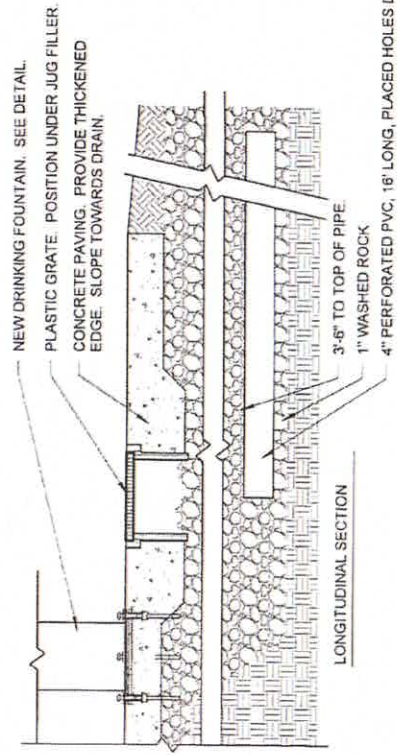 NEW DRINKING FOUNTAIN. SEE DETAIL.
PLASTIC GRATE. POSITION UNDER JUG FILLER.
CONCRETE PAVING. PROVIDE THICKENED
EDGE. SLOPE TOWARDS DRAIN.
3'-6" TO TOP OF PIPE.
1" WASHED ROCK
4" PERFORATED PVC, 16' LONG, PLACED HOLES
LONGITUDINAL SECTION